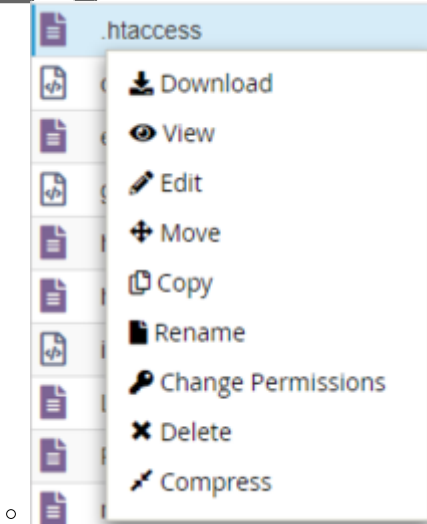 .htaccess
Download
View
Edit
Move
Copy
Rename
Change Permissions
Delete
Compress